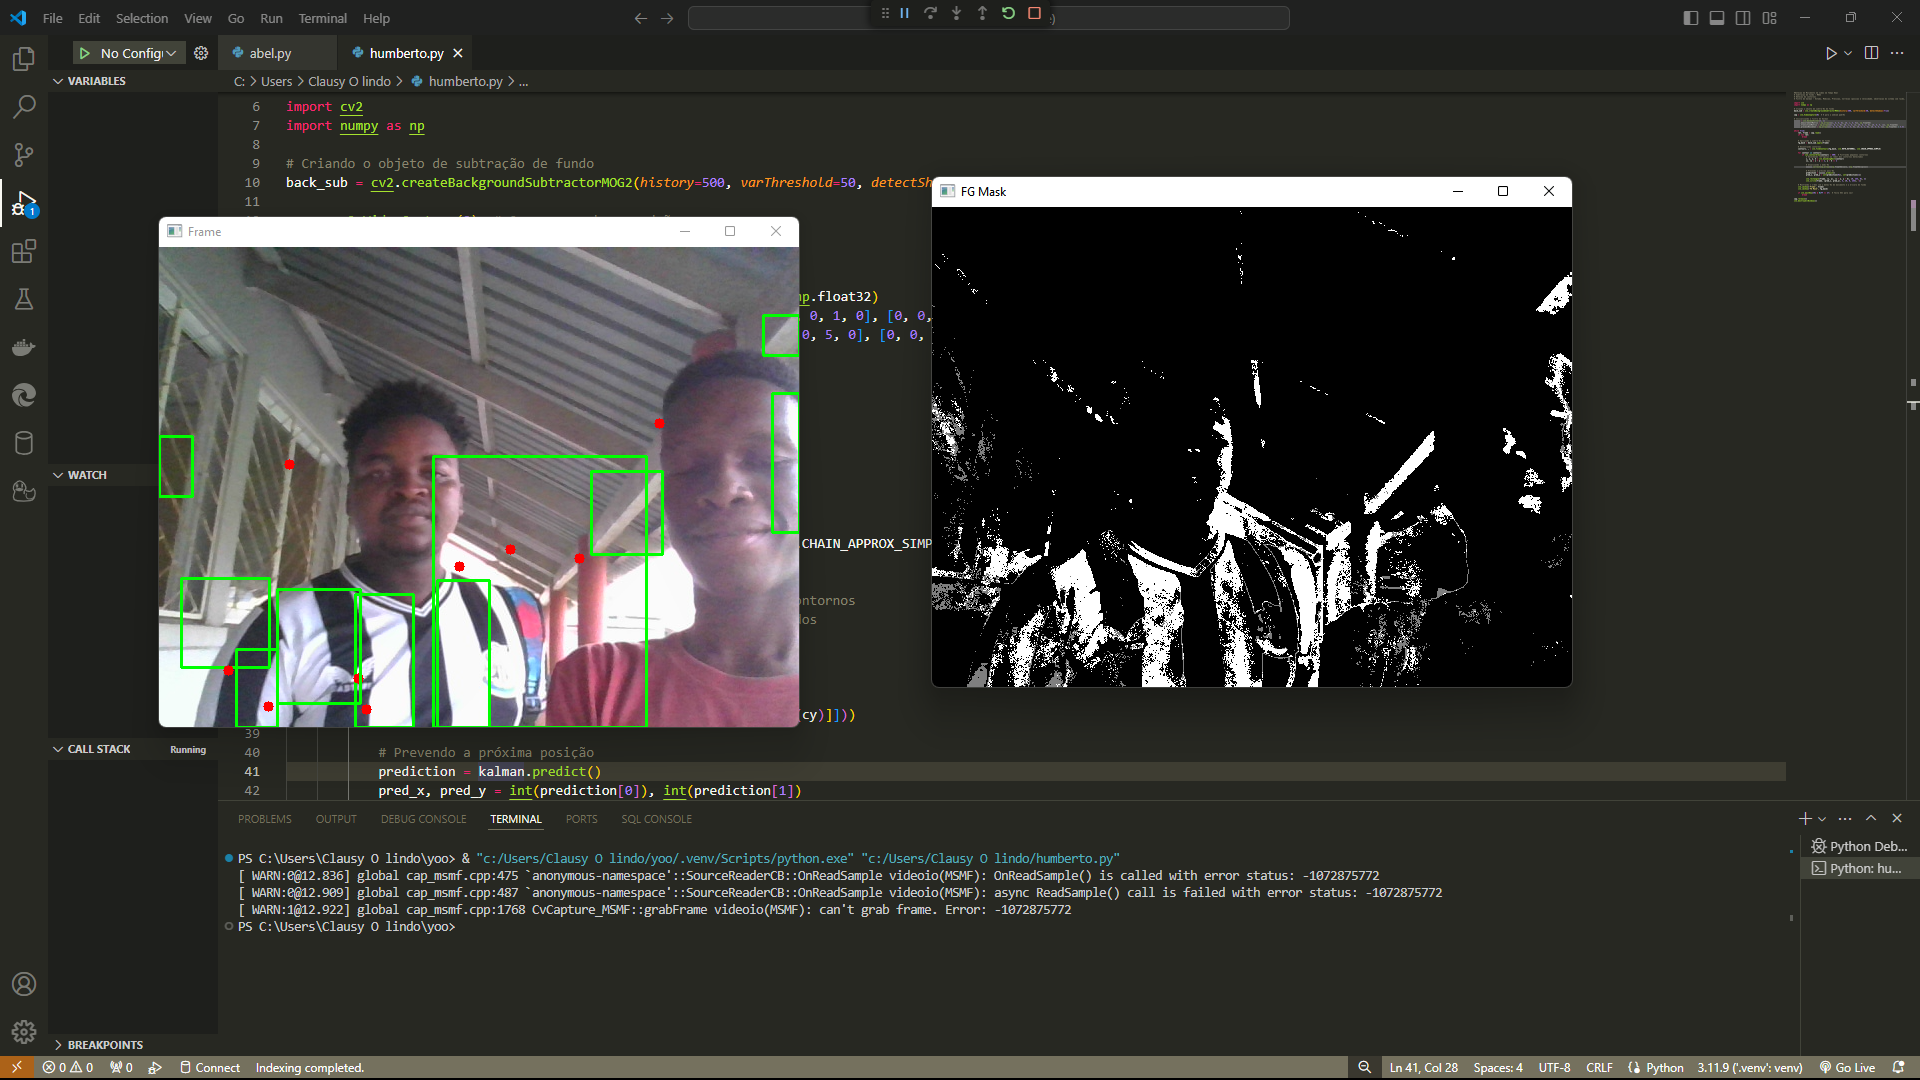 File Edit Selection View Go Run Terminal Help
No Config
abel.py
humberto.py
VARIABLES
C: > Users > Clausy O lindo > humberto.py > ...
6 import cv2
7 import numpy as np
8
9 # Criando o objeto de subtração de fundo
10 back_sub = cv2.createBackgroundSubtractorMOG2(history=500, varThreshold=50, detectSh
11
FG Mask
Frame
np.float32)
0, 1, 0], [0, 0,
0, 5, 0], [0, 0,
WATCH
CHAIN_APPROX_SIMP
ontornos
los
(cy)]]))
CALL STACK Running
39
40 # Prevendo a próxima posição
41 prediction = kalman.predict()
42 pred_x, pred_y = int(prediction[0]), int(prediction[1])
PROBLEMS OUTPUT DEBUG CONSOLE TERMINAL PORTS SQL CONSOLE
Python Deb...
Python: hu...
PS C:\Users\Clausy O lindo\yoo> & "c:/Users/Clausy O lindo/yoo/.venv/Scripts/python.exe" "c:/Users/Clausy O lindo/humberto.py"
[ WARN:0@12.836] global cap_msmf.cpp:475 `anonymous-namespace'::SourceReaderCB::OnReadSample videoio(MSMF): OnReadSample() is called with error status: -1072875772
[ WARN:0@12.909] global cap_msmf.cpp:487 `anonymous-namespace'::SourceReaderCB::OnReadSample videoio(MSMF): async ReadSample() call is failed with error status: -1072875772
[ WARN:1@12.922] global cap_msmf.cpp:1768 CvCapture_MSMF::grabFrame videoio(MSMF): can't grab frame. Error: -1072875772
PS C:\Users\Clausy O lindo\yoo>
BREAKPOINTS
0 0 0 Connect Indexing completed. Ln 41, Col 28 Spaces: 4 UTF-8 CRLF Python 3.11.9 ('.venv': venv) Go Live